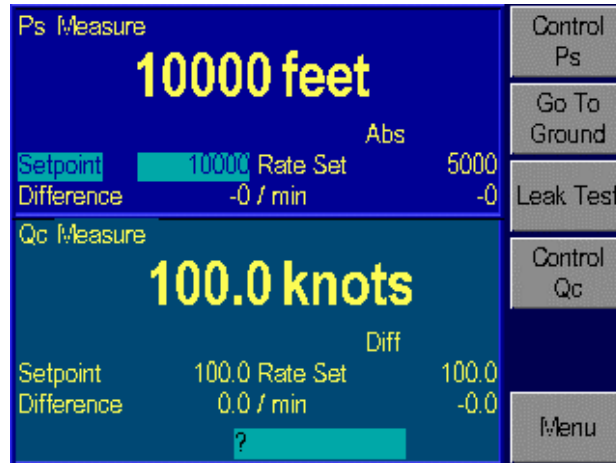 Ps Measure
10000 feet
Abs
Setpoint 10000 Rate Set 5000
Difference -0 / min -0
Qc Measure
100.0 knots
Diff
Setpoint 100.0 Rate Set 100.0
Difference 0.0 / min -0.0
?
Control
Ps
Go To
Ground
Leak Test
Control
Qc
Menu